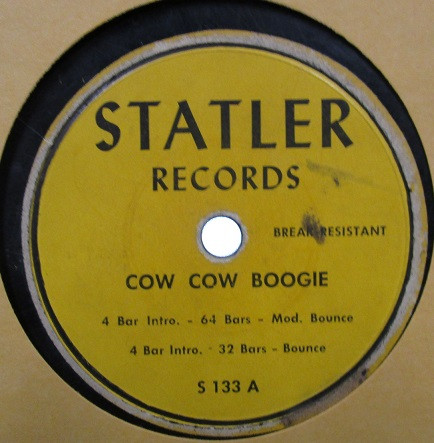 STATLER
RECORDS
BREAK-RESISTANT
COW COW BOOGIE
4 Bar Intro. - 64 Bars - Mod. Bounce
4 Bar Intro. - 32 Bars - Bounce
S 133 A